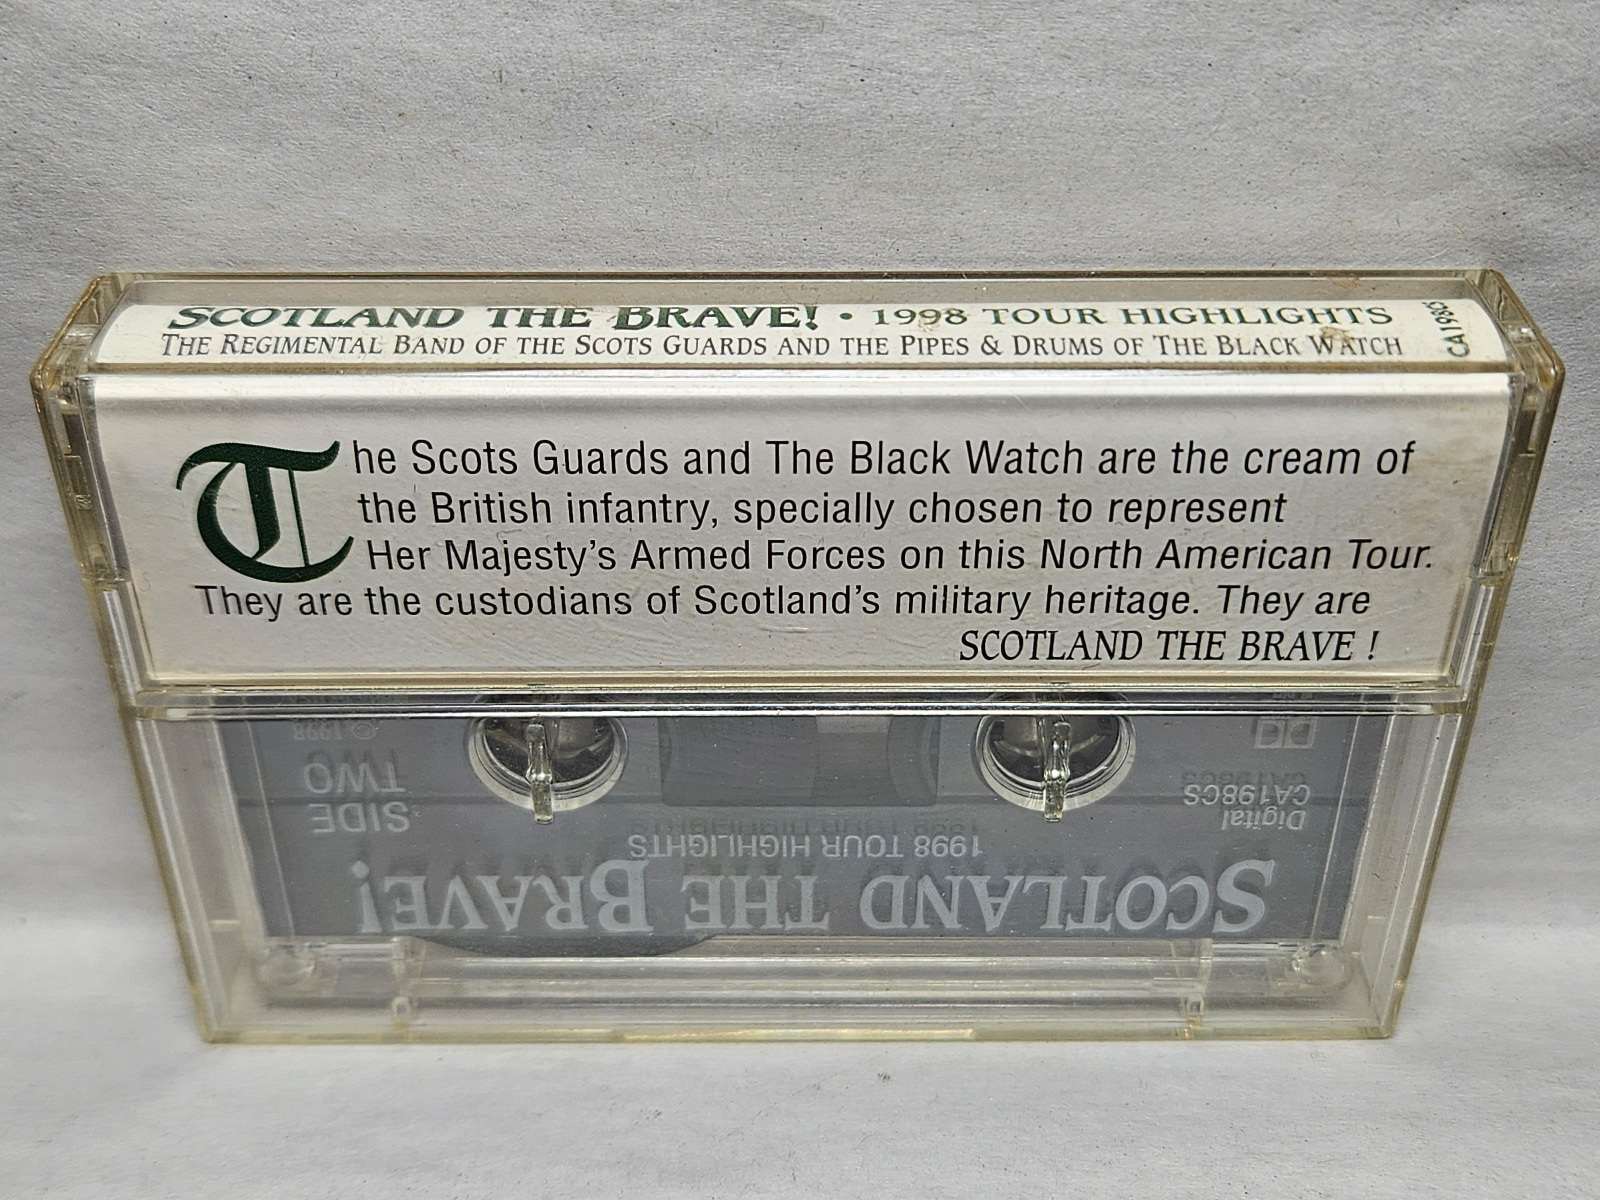 SCOTLAND THE BRAVE! • 1998 TOUR HIGHLIGHTS
THE REGIMENTAL BAND OF THE SCOTS GUARDS AND THE PIPES & DRUMS OF THE BLACK WATCH
The Scots Guards and The Black Watch are the cream of
the British infantry, specially chosen to represent
Her Majesty's Armed Forces on this North American Tour.
They are the custodians of Scotland's military heritage. They are
SCOTLAND THE BRAVE !
SCOTLAND THE BRAVE!
1998 TOUR HIGHLIGHTS
Digital
CA198CS
SIDE
TWO
© 1998